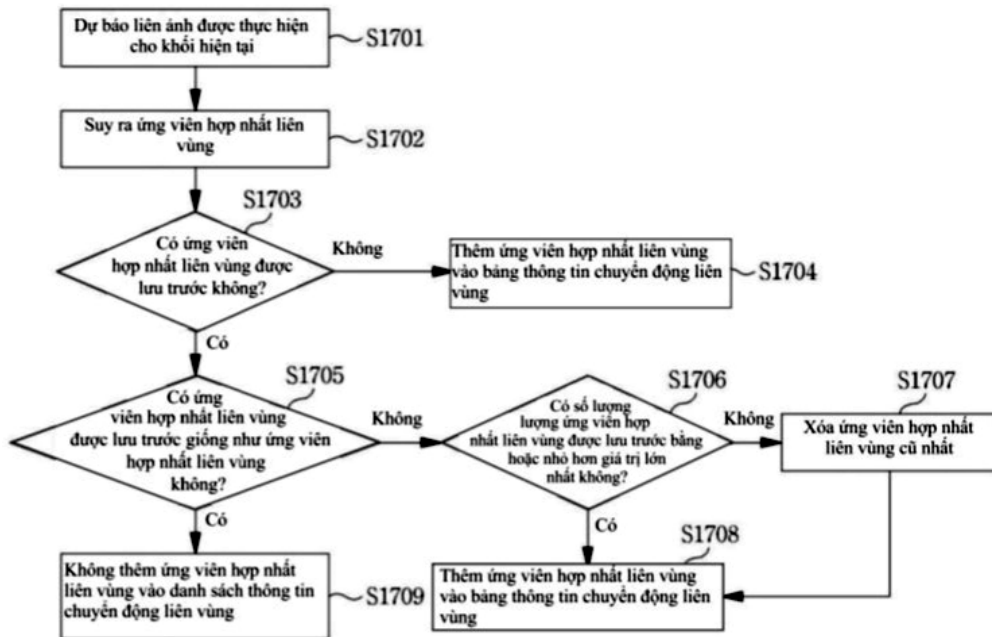 Dự báo liên ảnh được thực hiện
cho khối hiện tại
S1701
Suy ra ứng viên hợp nhất liên
vùng
S1702
S1703
Có ứng viên
hợp nhất liên vùng được
lưu trước không?
Không
Thêm ứng viên hợp nhất liên vùng
vào bảng thông tin chuyển động liên
vùng
S1704
Có
S1705
Có ứng
viên hợp nhất liên vùng
được lưu trước giống như ứng viên
hợp nhất liên vùng
không?
Không
S1706
Có số lượng
lượng ứng viên hợp
nhất liên vùng được lưu trước bằng
hoặc nhỏ hơn giá trị lớn
nhất không?
Không
S1707
Xóa ứng viên hợp nhất
liên vùng cũ nhất
Có
Có
S1708
Không thêm ứng viên hợp nhất
liên vùng vào danh sách thông tin
chuyển động liên vùng
S1709
Thêm ứng viên hợp nhất liên vùng
vào bảng thông tin chuyển động liên
vùng